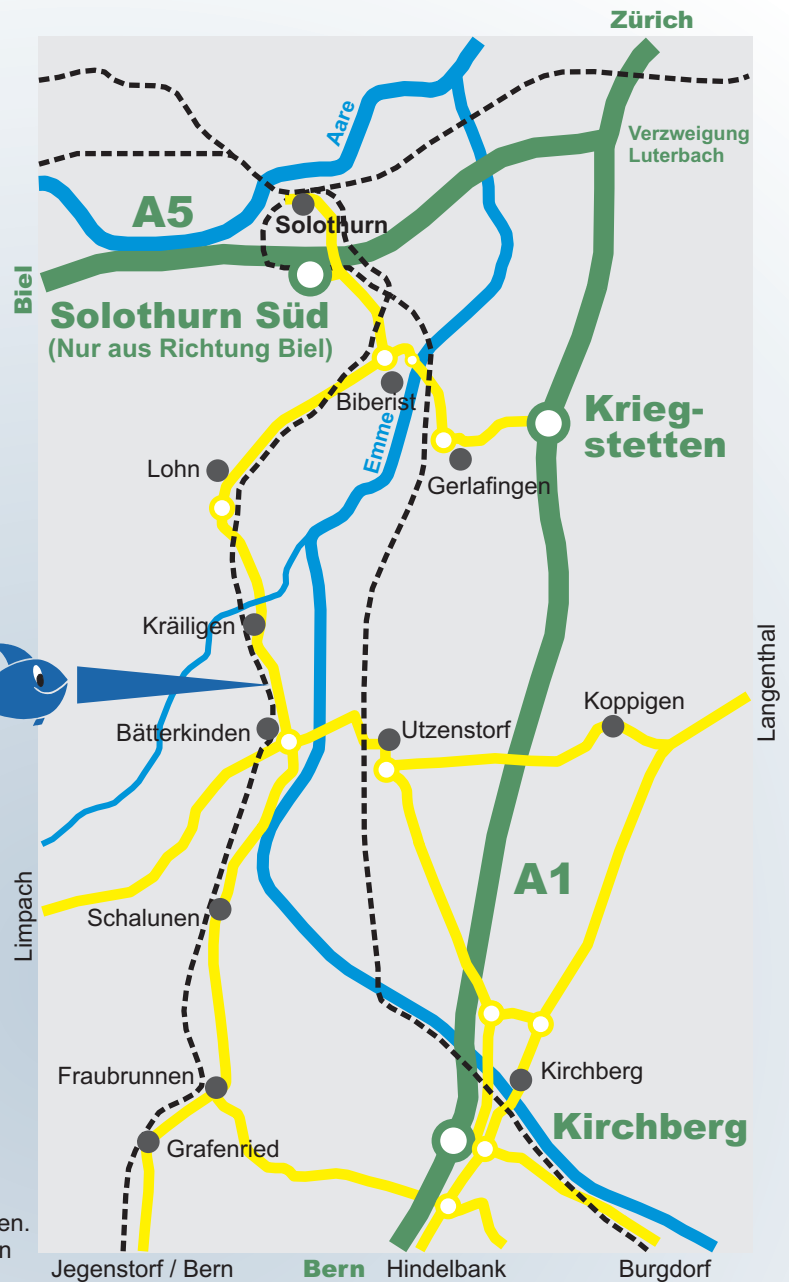 Zürich
Aare
Verzweigung
Luterbach
A5
Solothurn
Biel
Solothurn Süd
(Nur aus Richtung Biel)
Biberist
Krieg-
stetten
Emme
Lohn
Gerlafingen
Kräiligen
Langenthal
Koppigen
Bätterkinden
Utzenstorf
A1
Limpach
Schalunen
Fraubrunnen
Kirchberg
Kirchberg
Grafenried
en.
n
Jegenstorf / Bern
Bern
Hindelbank
Burgdorf